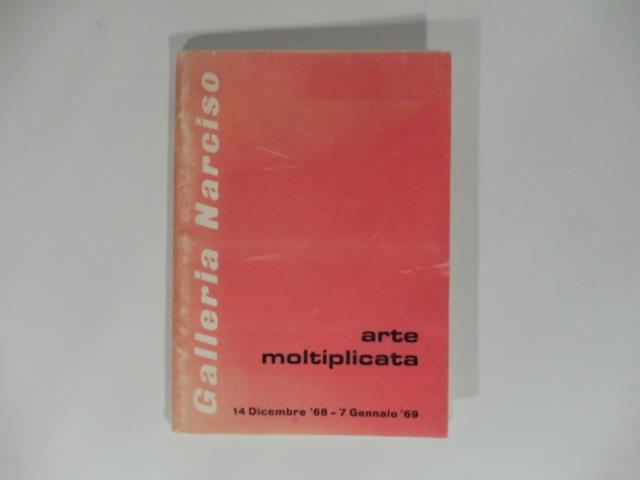 Galleria Narciso
arte
moltiplicata
14 Dicembre '68 - 7 Gennaio '69